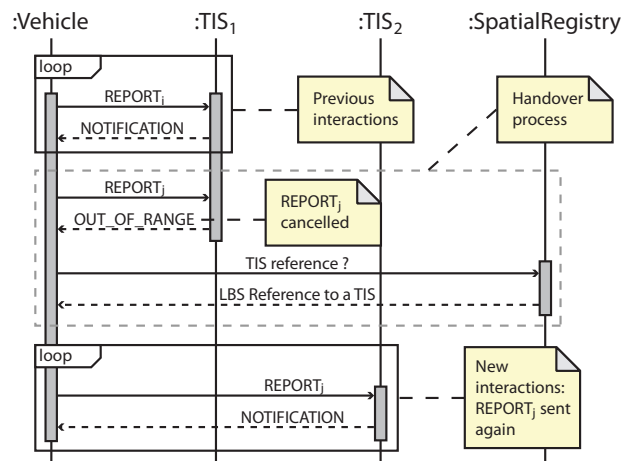 :Vehicle :TIS₁ :TIS₂ :SpatialRegistry
loop
REPORTᵢ
NOTIFICATION
Previous
interactions
Handover
process
REPORTⱼ
OUT_OF_RANGE
REPORTⱼ
cancelled
TIS reference ?
LBS Reference to a TIS
loop
REPORTⱼ
NOTIFICATION
New
interactions:
REPORTⱼ sent
again